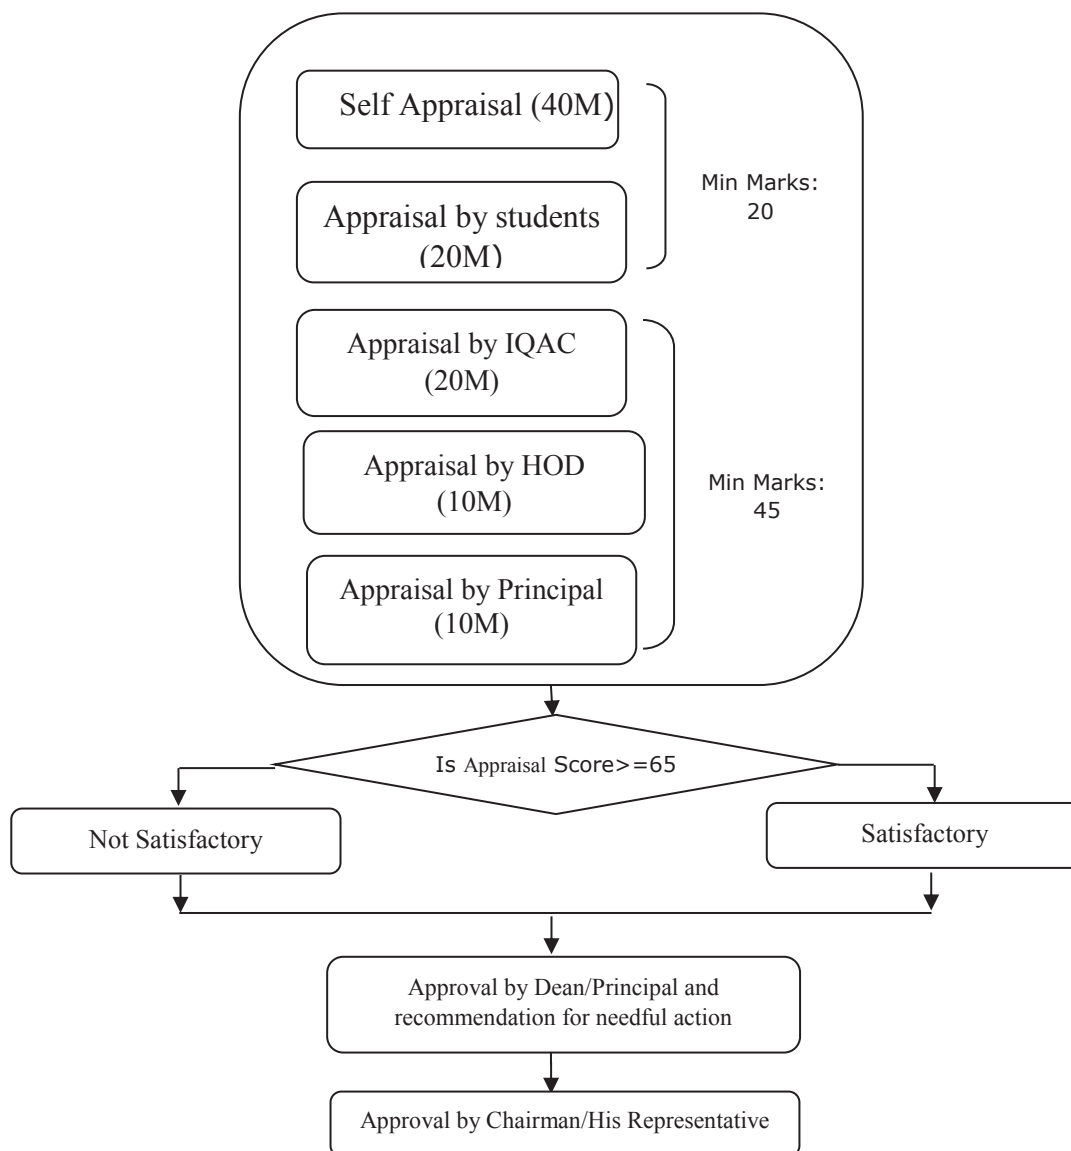 Self Appraisal (40M)
Min Marks:
20
Appraisal by students
(20M)
Appraisal by IQAC
(20M)
Appraisal by HOD
(10M)
Min Marks:
45
Appraisal by Principal
(10M)
Is Appraisal Score>=65
Not Satisfactory
Satisfactory
Approval by Dean/Principal and
recommendation for needful action
Approval by Chairman/His Representative